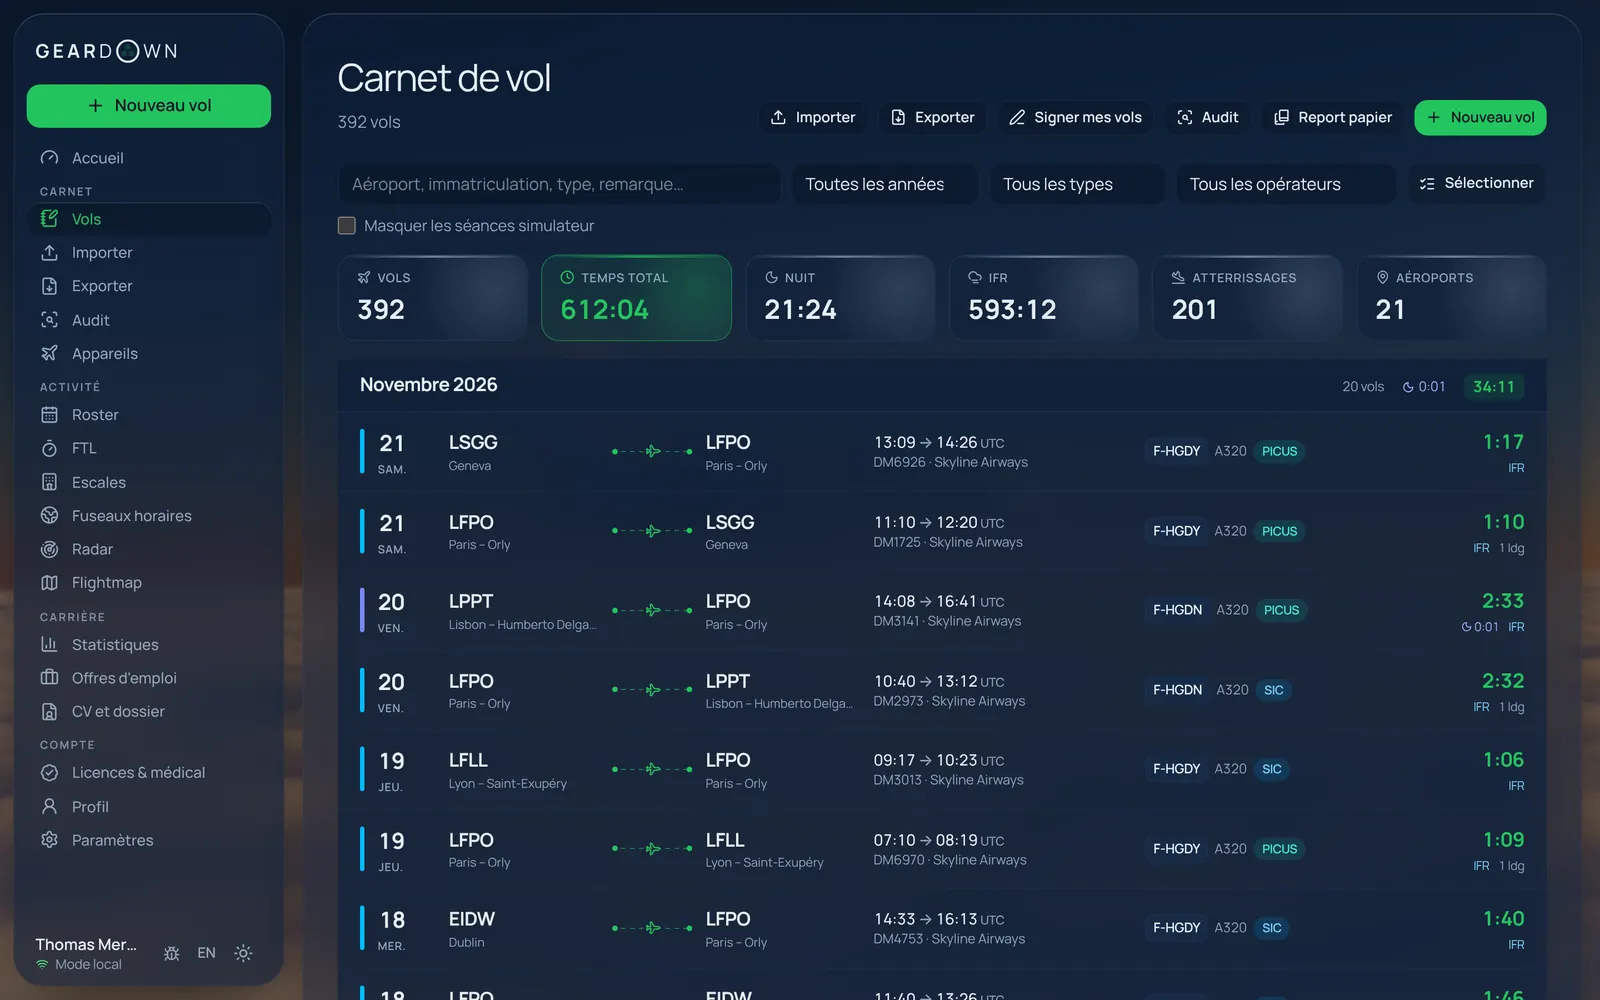 GEARDOWN
+ Nouveau vol
Accueil
CARNET
Vols
Importer
Exporter
Audit
Appareils
ACTIVITÉ
Roster
FTL
Escales
Fuseaux horaires
Radar
Flightmap
CARRIÈRE
Statistiques
Offres d'emploi
CV et dossier
COMPTE
Licences & médical
Profil
Paramètres
Thomas Mer...
Mode local
EN
Carnet de vol
392 vols
Importer
Exporter
Signer mes vols
Audit
Report papier
+ Nouveau vol
Aéroport, immatriculation, type, remarque...
Toutes les années
Tous les types
Tous les opérateurs
Sélectionner
Masquer les séances simulateur
VOLS
392
TEMPS TOTAL
612:04
NUIT
21:24
IFR
593:12
ATTERRISSAGES
201
AÉROPORTS
21
Novembre 2026
20 vols 0:01 34:11
21 LSGG LFPO 13:09 → 14:26 UTC F-HGDY A320 PICUS 1:17
SAM. Geneva Paris – Orly DM6926 · Skyline Airways IFR
21 LFPO LSGG 11:10 → 12:20 UTC F-HGDY A320 PICUS 1:10
SAM. Paris – Orly Geneva DM1725 · Skyline Airways IFR 1 ldg
20 LPPT LFPO 14:08 → 16:41 UTC F-HGDN A320 PICUS 2:33
VEN. Lisbon – Humberto Delga... Paris – Orly DM3141 · Skyline Airways 0:01 IFR
20 LFPO LPPT 10:40 → 13:12 UTC F-HGDN A320 SIC 2:32
VEN. Paris – Orly Lisbon – Humberto Delga... DM2973 · Skyline Airways IFR 1 ldg
19 LFLL LFPO 09:17 → 10:23 UTC F-HGDY A320 SIC 1:06
JEU. Lyon – Saint-Exupéry Paris – Orly DM3013 · Skyline Airways IFR
19 LFPO LFLL 07:10 → 08:19 UTC F-HGDY A320 PICUS 1:09
JEU. Paris – Orly Lyon – Saint-Exupéry DM6970 · Skyline Airways IFR 1 ldg
18 EIDW LFPO 14:33 → 16:13 UTC F-HGDY A320 SIC 1:40
MER. Dublin Paris – Orly DM4753 · Skyline Airways IFR
18 LFPO EIDW 11:40 → 13:26 UTC 1:46